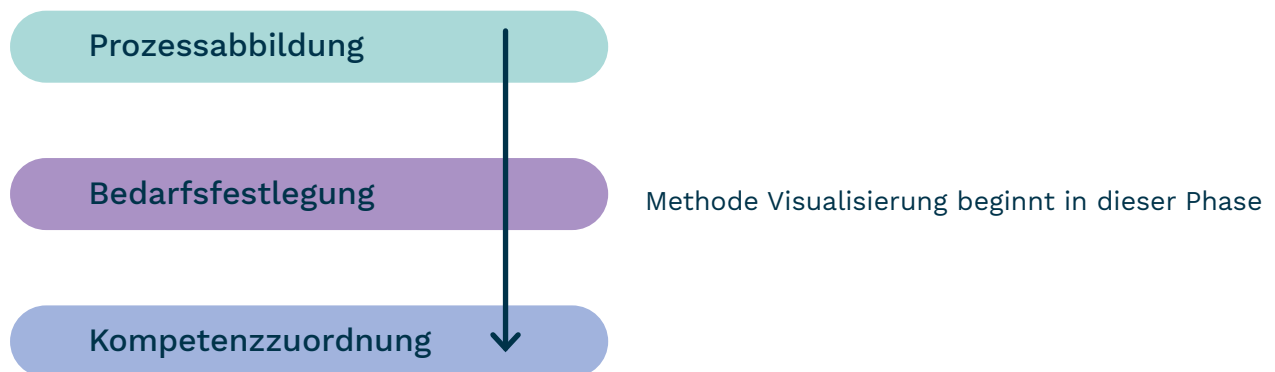 Prozessabbildung
Bedarfsfestlegung
Methode Visualisierung beginnt in dieser Phase
Kompetenzzuordnung